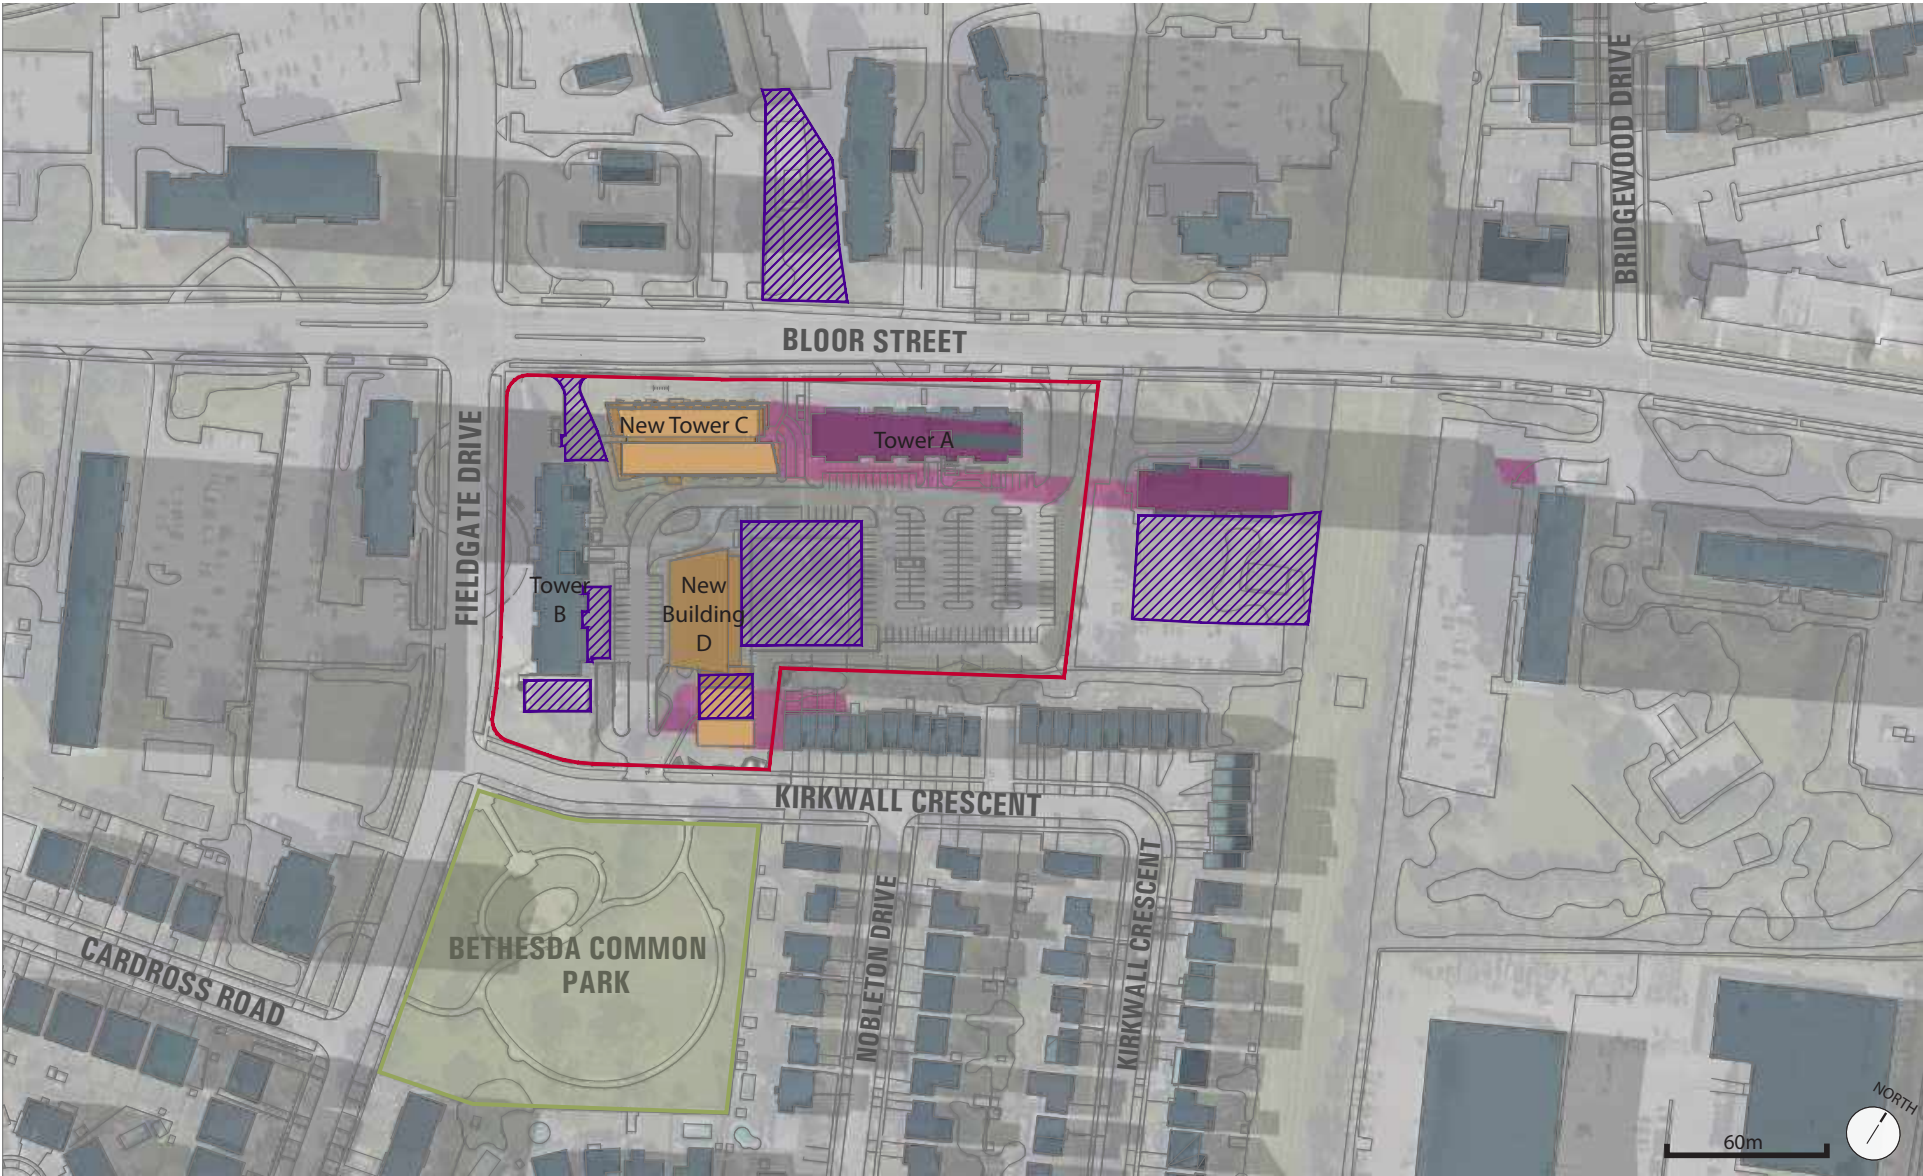 BRIDGEWOOD DRIVE
BLOOR STREET
FIELDGATE DRIVE
New Tower C
Tower A
Tower
B
New
Building
D
KIRKWALL CRESCENT
BETHESDA COMMON
PARK
CARDROSS ROAD
NOBLETON DRIVE
KIRKWALL CRESCENT
NORTH
60m